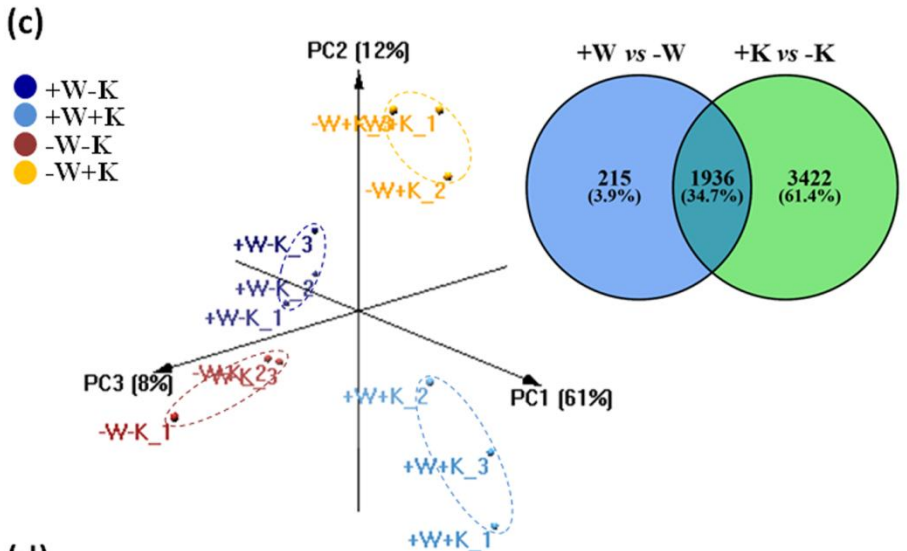 (c)
PC2 (12%)
+W vs -W
+K vs -K
+W-K
+W+K
-W-K
-W+K
-W+K_2
215
(3.9%)
1936
(34.7%)
3422
(61.4%)
+W-K_3
+W-K_2
+W-K_1
PC3 (8%)
PC1 (61%)
-W-K_1
+W+K_2
+W+K_3
+W+K_1